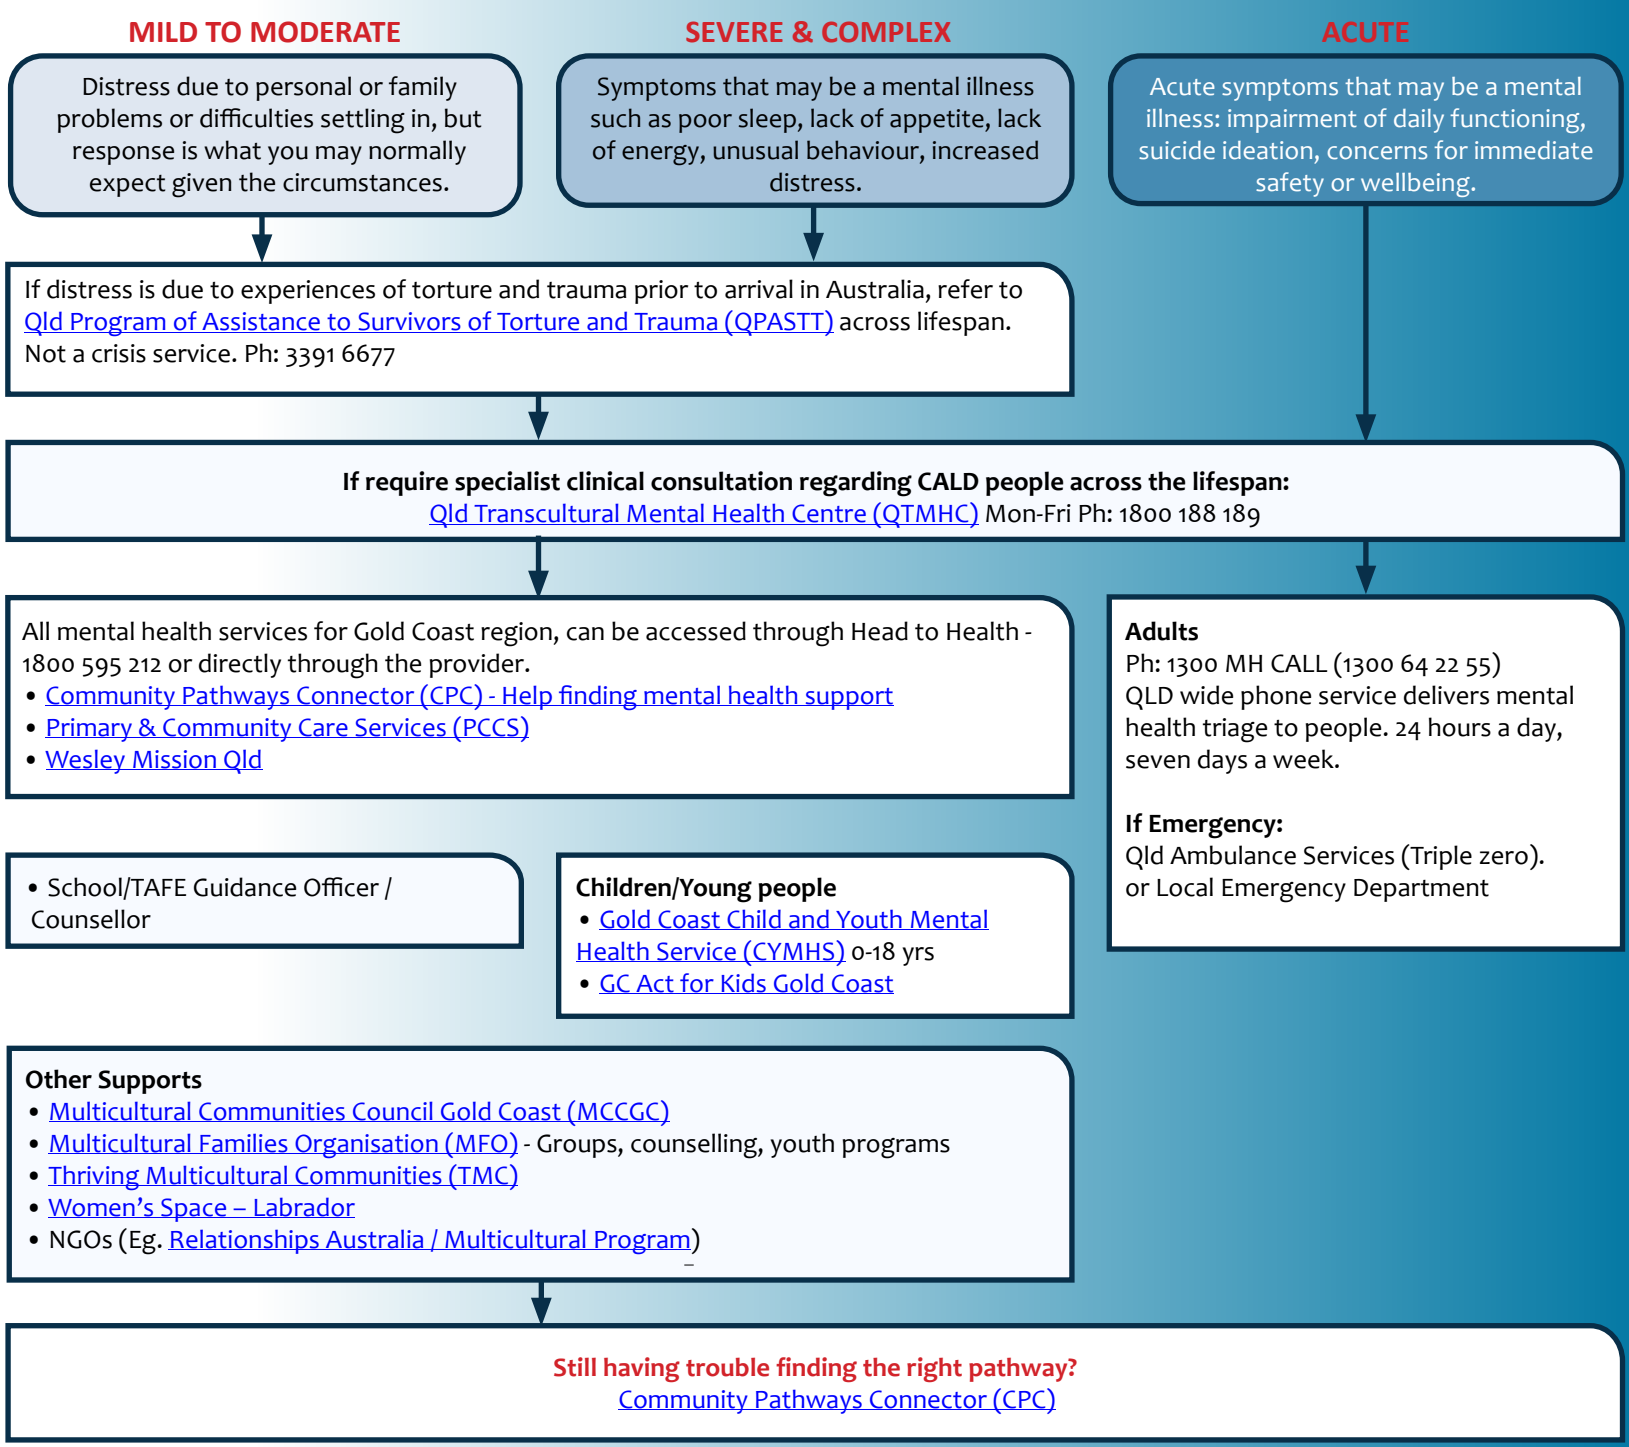 MILD TO MODERATE
Distress due to personal or family
problems or difficulties settling in, but
response is what you may normally
expect given the circumstances.
SEVERE & COMPLEX
Symptoms that may be a mental illness
such as poor sleep, lack of appetite, lack
of energy, unusual behaviour, increased
distress.
ACUTE
Acute symptoms that may be a mental
illness: impairment of daily functioning,
suicide ideation, concerns for immediate
safety or wellbeing.
If distress is due to experiences of torture and trauma prior to arrival in Australia, refer to
Qld Program of Assistance to Survivors of Torture and Trauma (QPASTT) across lifespan.
Not a crisis service. Ph: 3391 6677
If require specialist clinical consultation regarding CALD people across the lifespan:
Qld Transcultural Mental Health Centre (QTMHC) Mon-Fri Ph: 1800 188 189
All mental health services for Gold Coast region, can be accessed through Head to Health -
1800 595 212 or directly through the provider.
• Community Pathways Connector (CPC) - Help finding mental health support
• Primary & Community Care Services (PCCS)
• Wesley Mission Qld
Adults
Ph: 1300 MH CALL (1300 64 22 55)
QLD wide phone service delivers mental
health triage to people. 24 hours a day,
seven days a week.
If Emergency:
Qld Ambulance Services (Triple zero).
or Local Emergency Department
• School/TAFE Guidance Officer /
Counsellor
Children/Young people
• Gold Coast Child and Youth Mental
Health Service (CYMHS) 0-18 yrs
• GC Act for Kids Gold Coast
Other Supports
• Multicultural Communities Council Gold Coast (MCCGC)
• Multicultural Families Organisation (MFO) - Groups, counselling, youth programs
• Thriving Multicultural Communities (TMC)
• Women's Space – Labrador
• NGOs (Eg. Relationships Australia / Multicultural Program)
Still having trouble finding the right pathway?
Community Pathways Connector (CPC)